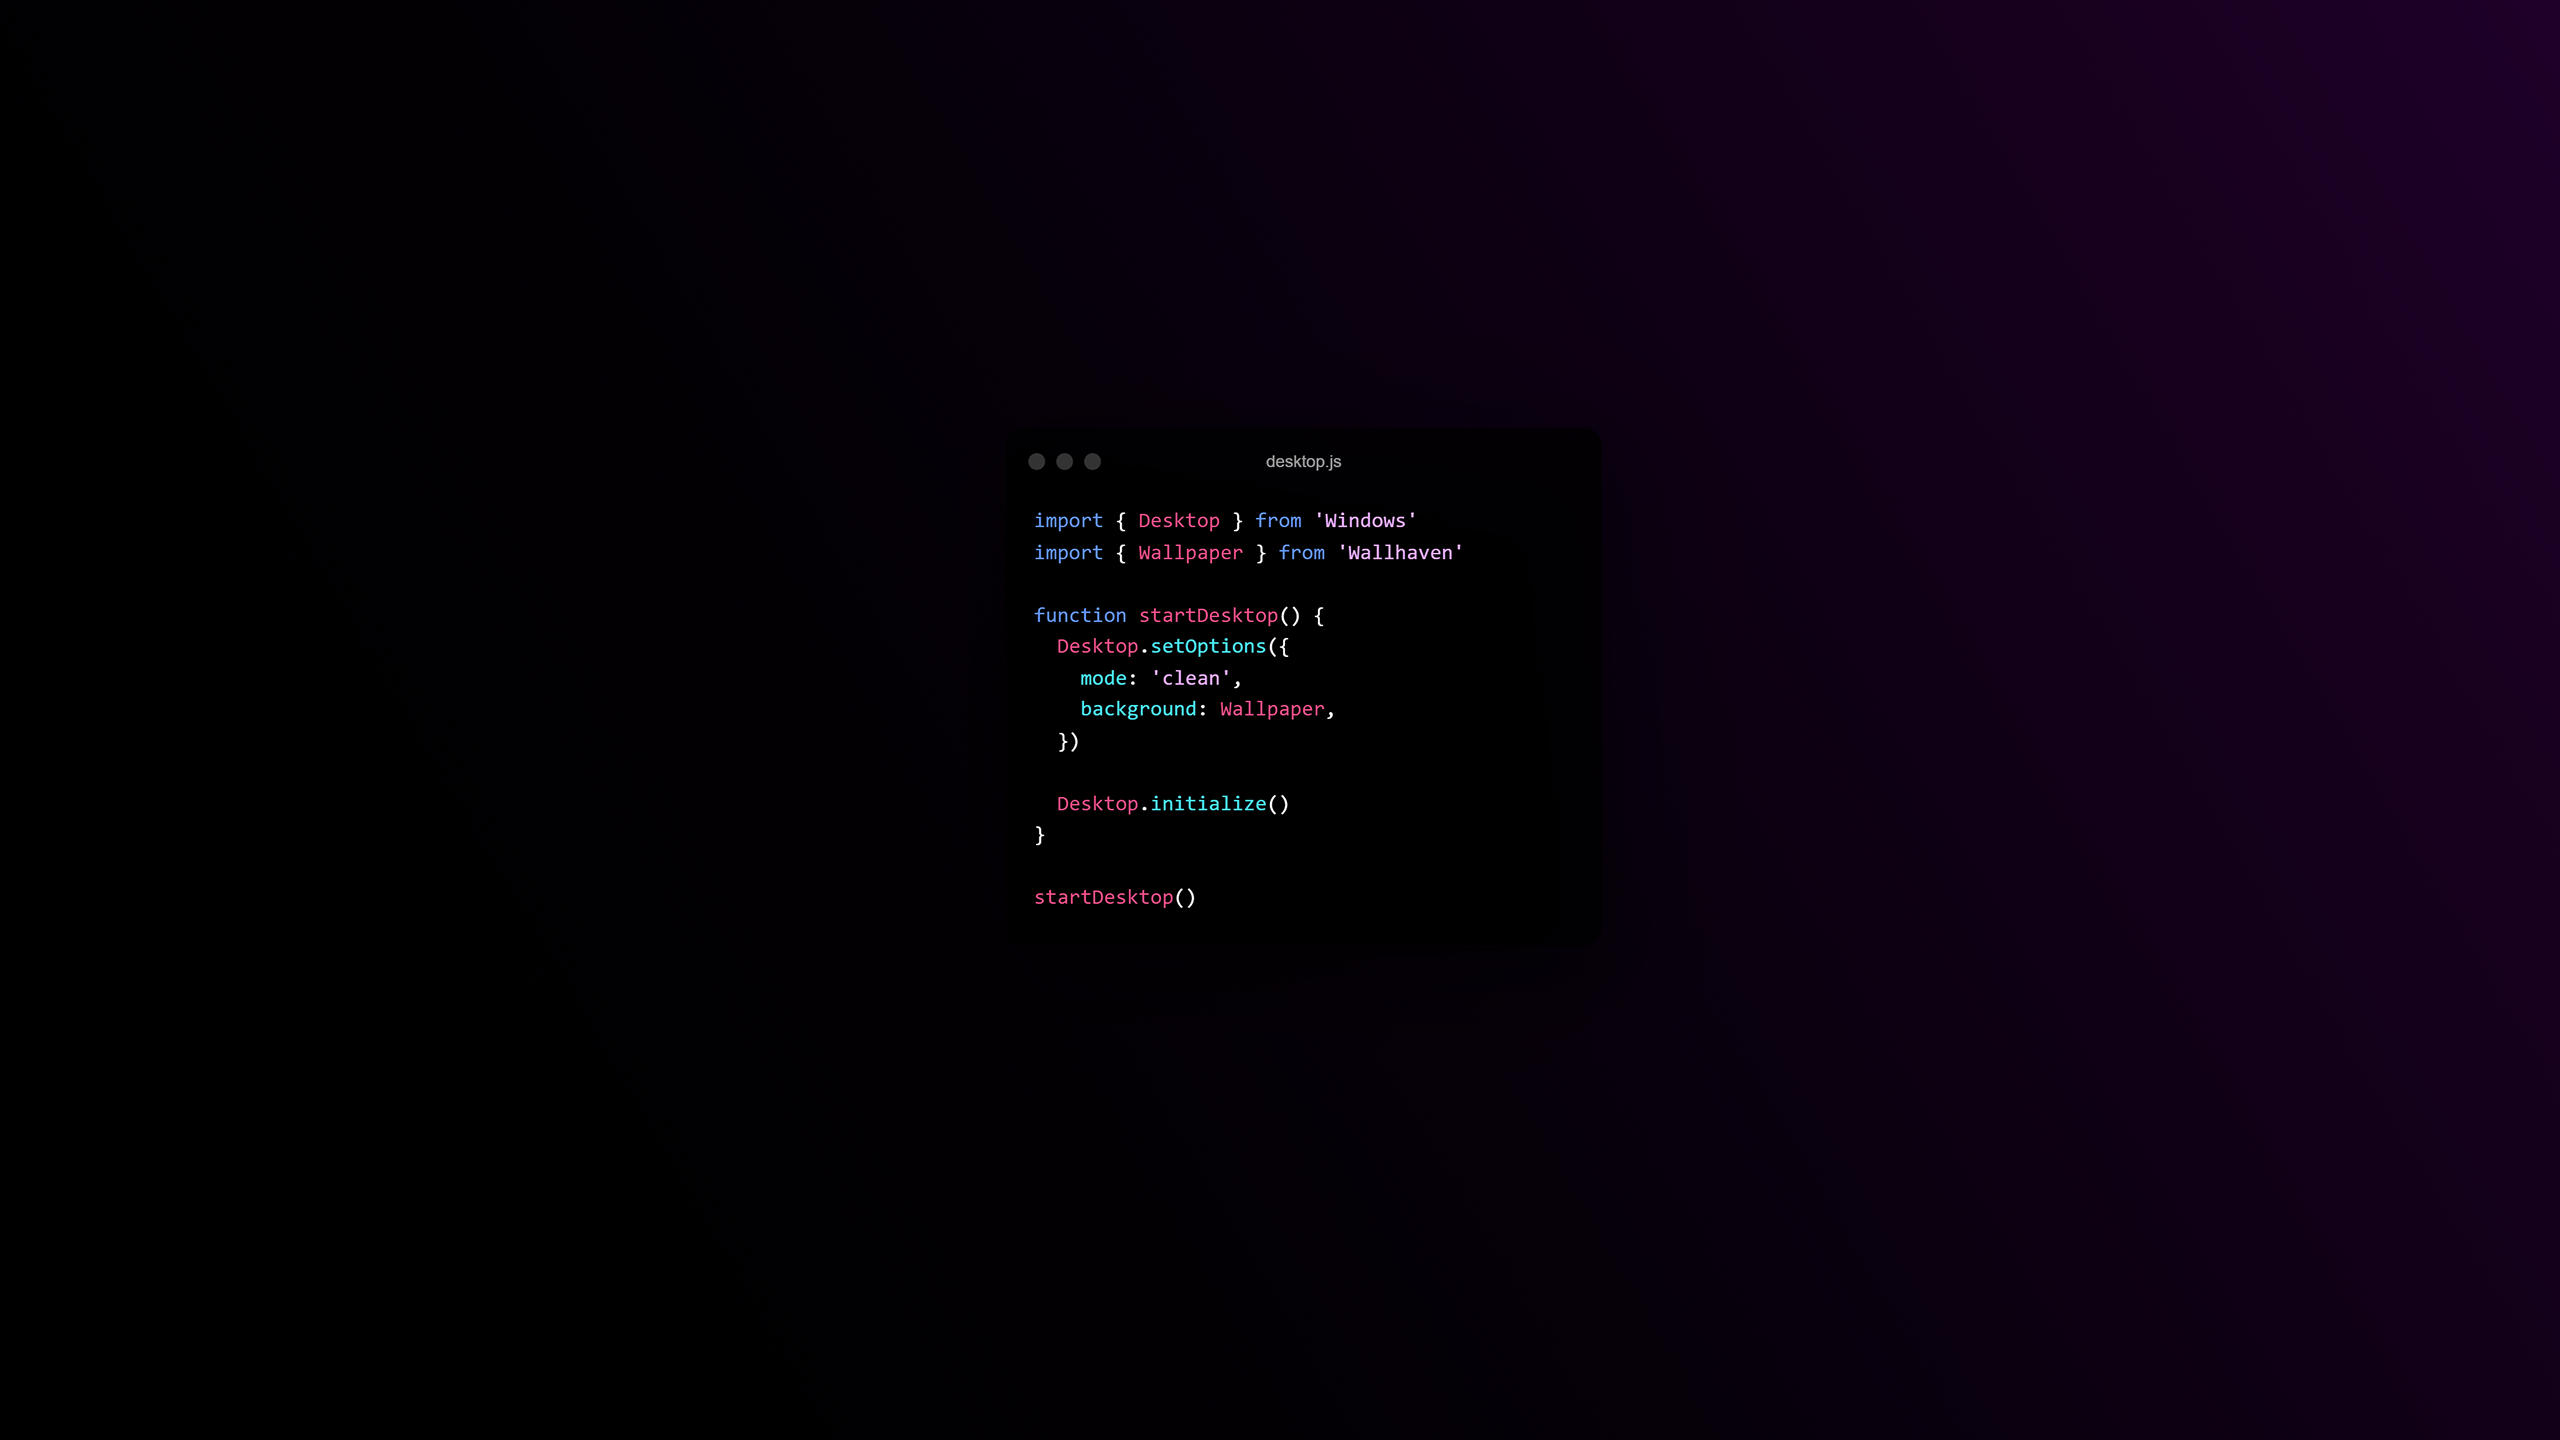 desktop.js
import { Desktop } from 'Windows'
import { Wallpaper } from 'Wallhaven'
function startDesktop() {
  Desktop.setOptions({
    mode: 'clean',
    background: Wallpaper,
  })
  Desktop.initialize()
}
startDesktop()